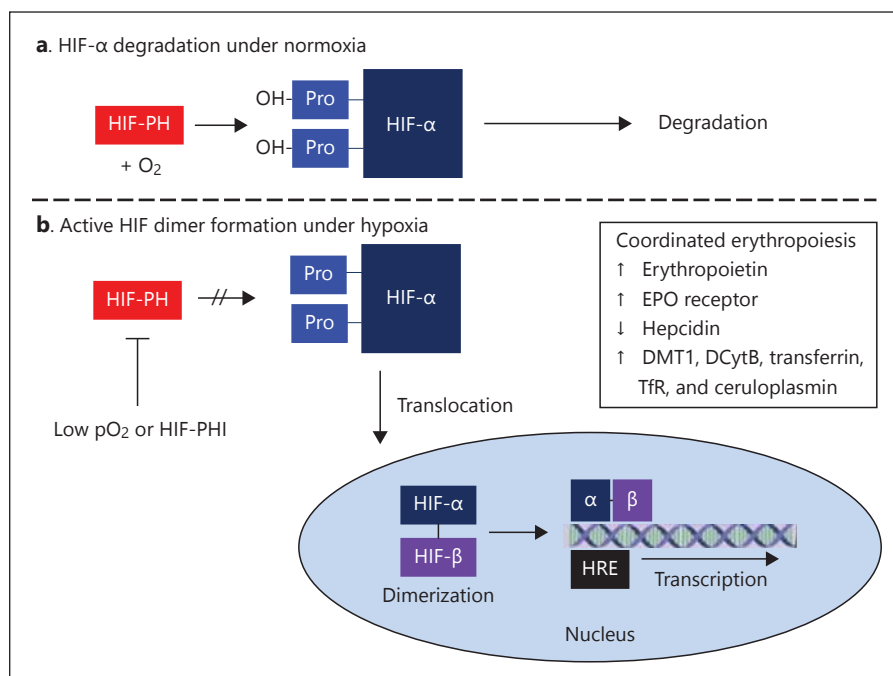 a. HIF-α degradation under normoxia
HIF-PH
+ O₂
OH-Pro
OH-Pro
HIF-α
Degradation
b. Active HIF dimer formation under hypoxia
HIF-PH
Low pO₂ or HIF-PHI
Pro
Pro
HIF-α
Translocation
Coordinated erythropoiesis
↑ Erythropoietin
↑ EPO receptor
↓ Hepcidin
↑ DMT1, DCytB, transferrin,
TfR, and ceruloplasmin
HIF-α
HIF-β
Dimerization
α β
HRE
Transcription
Nucleus